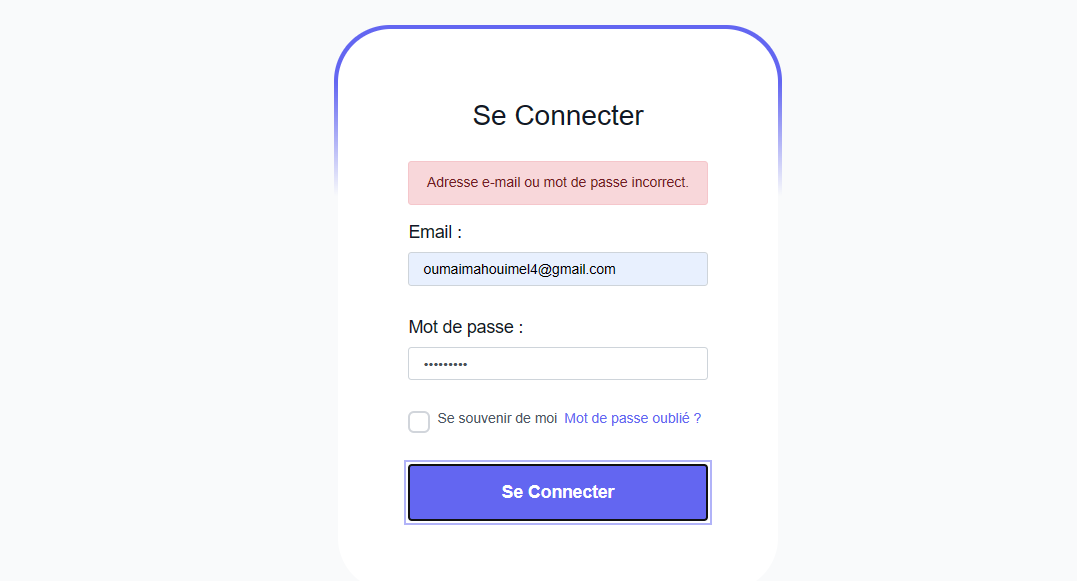 Se Connecter
Adresse e-mail ou mot de passe incorrect.
Email :
oumaimahouimel4@gmail.com
Mot de passe :
•••••••••
Se souvenir de moi Mot de passe oublié ?
Se Connecter